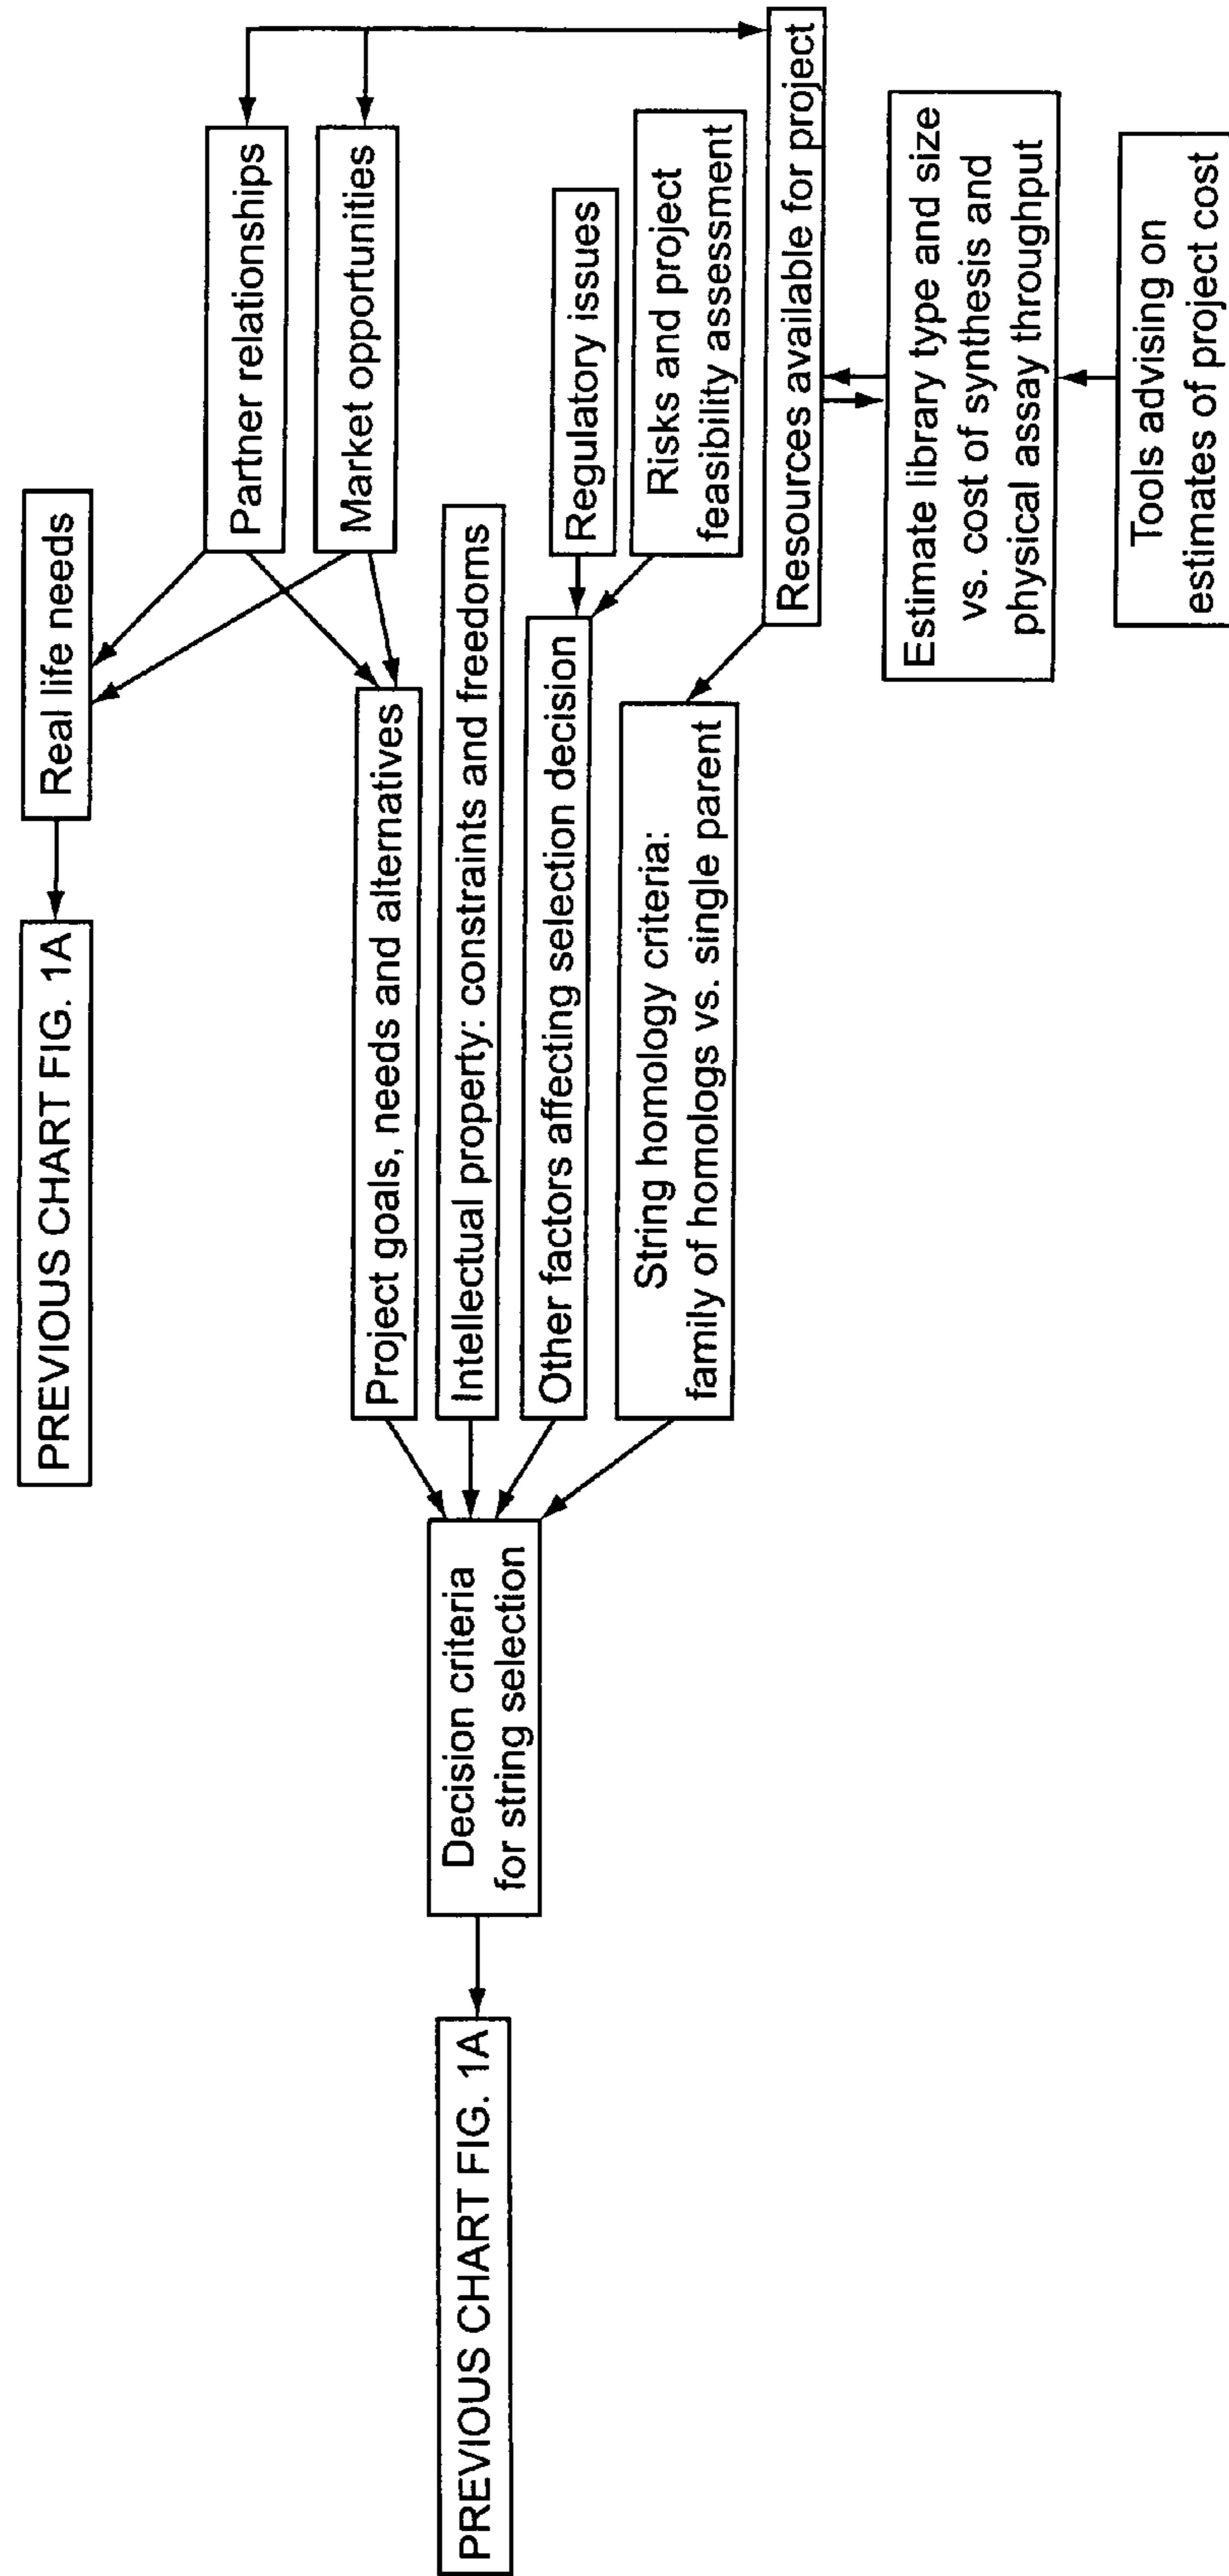 PREVIOUS CHART FIG. 1A
Real life needs
Partner relationships
Market opportunities
Project goals, needs and alternatives
Intellectual property: constraints and freedoms
Regulatory issues
Other factors affecting selection decision
Risks and project
feasibility assessment
String homology criteria:
family of homologs vs. single parent
Resources available for project
Decision criteria
for string selection
PREVIOUS CHART FIG. 1A
Estimate library type and size
vs. cost of synthesis and
physical assay throughput
Tools advising on
estimates of project cost